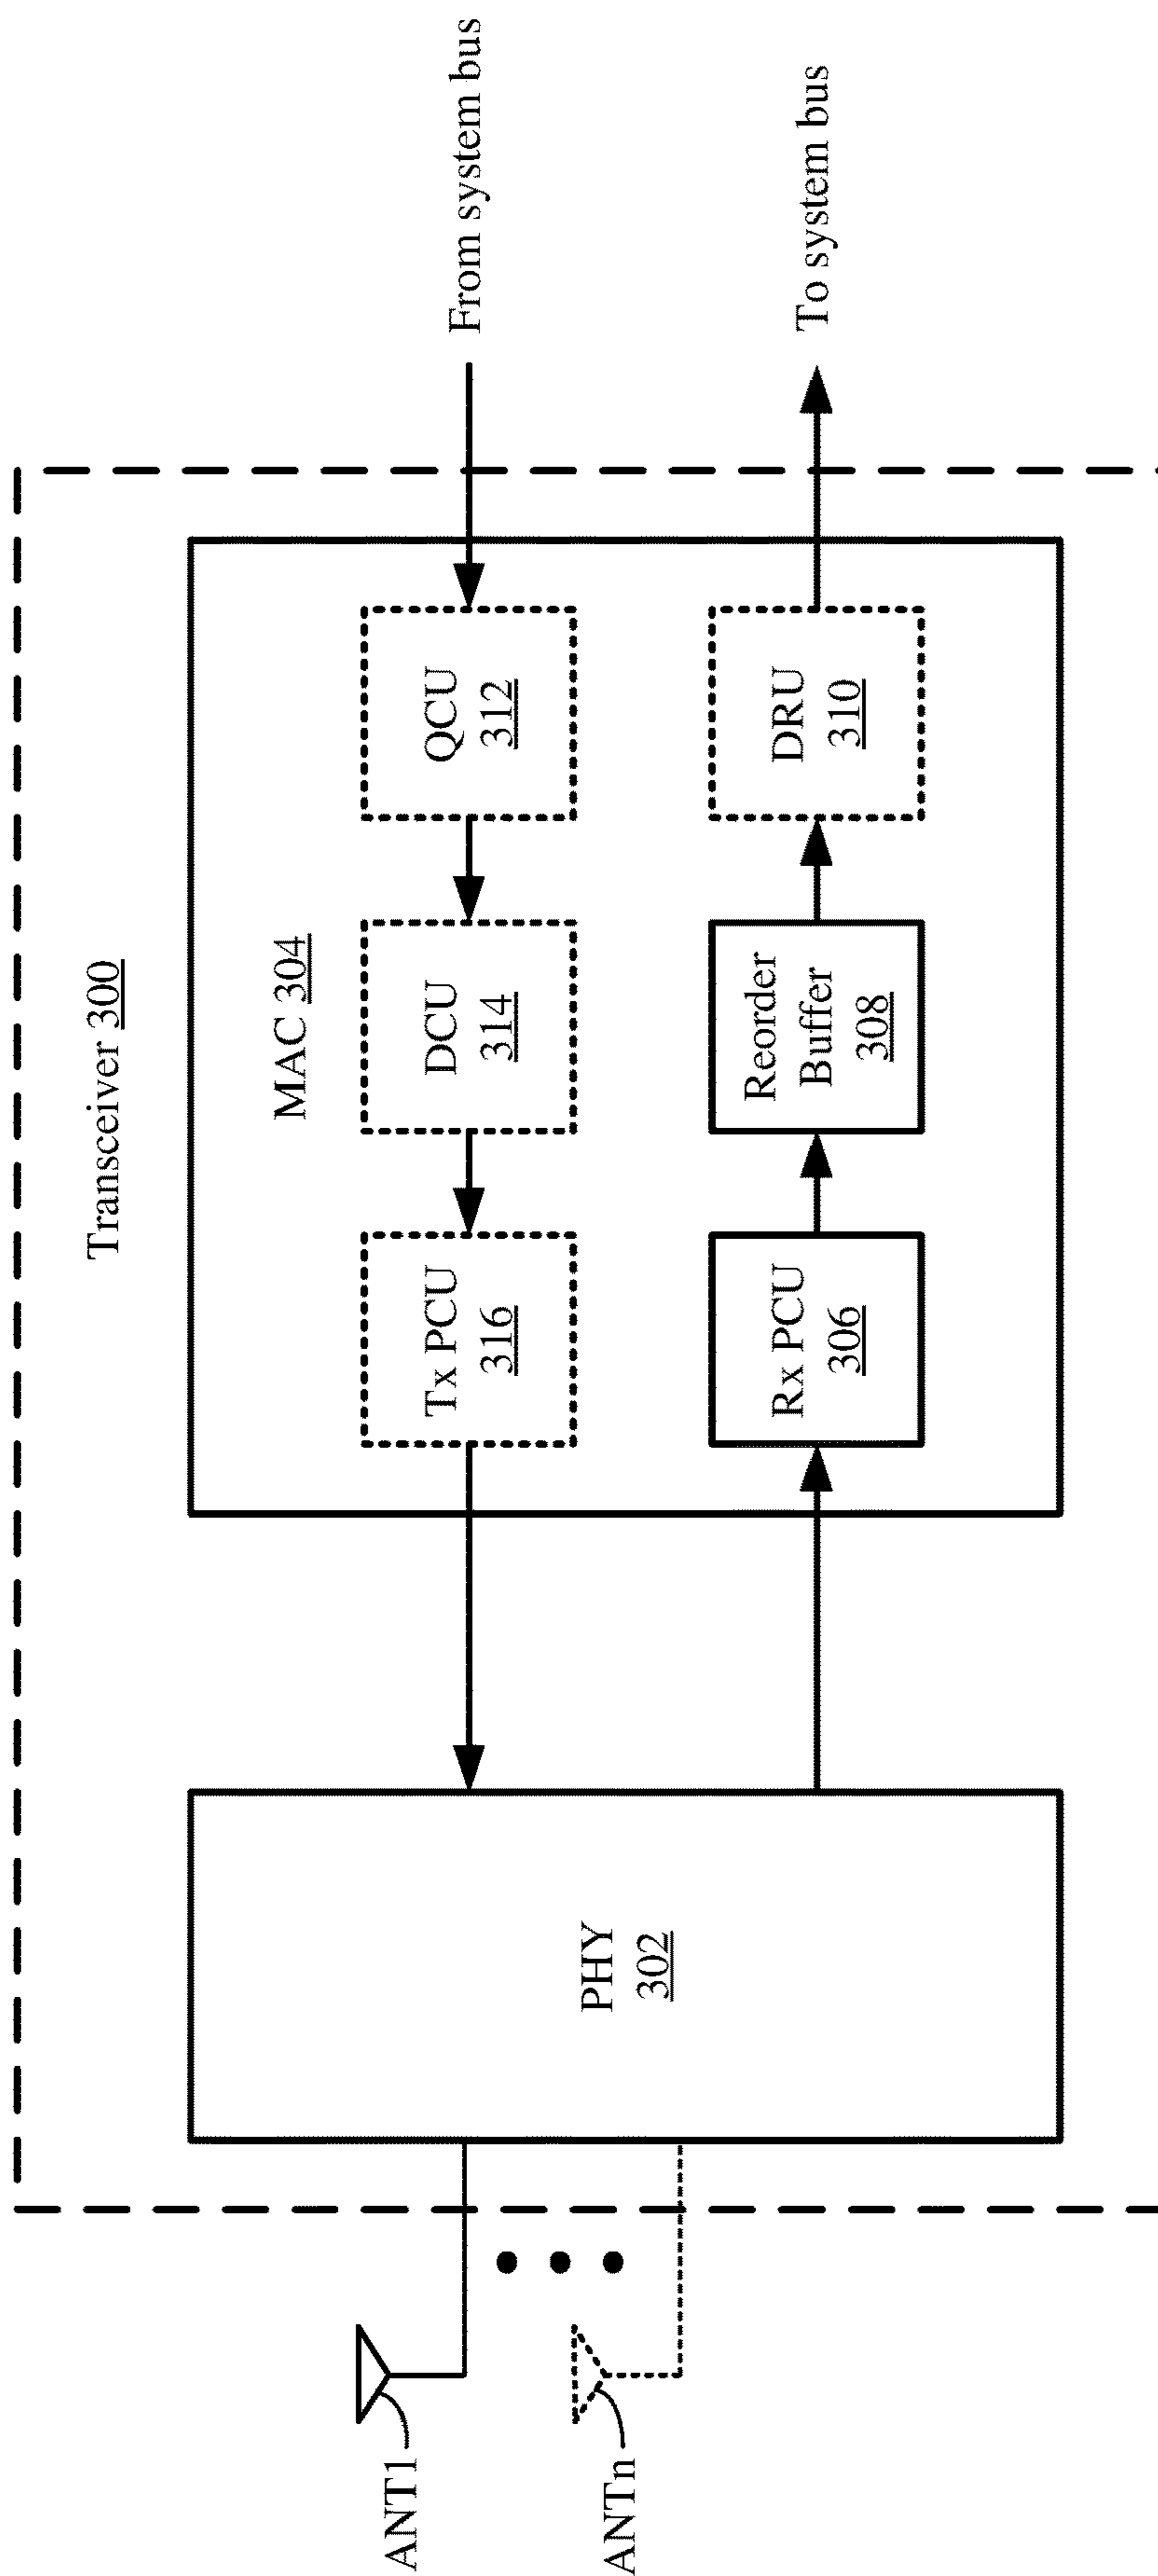 Transceiver 300
MAC 304
From system bus
QCU
312
DCU
314
Tx PCU
316
To system bus
DRU
310
Reorder
Buffer
308
Rx PCU
306
PHY
302
ANT1
ANTn